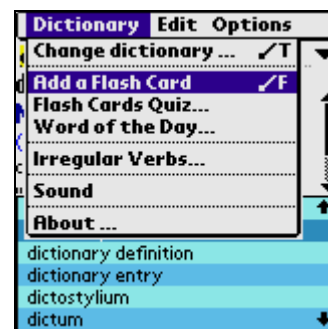 Dictionary Edit Options
Change dictionary ... /T
Add a Flash Card /F
Flash Cards Quiz...
Word of the Day...
Irregular Verbs...
Sound
About ...
dictionary definition
dictionary entry
dictostylium
dictum